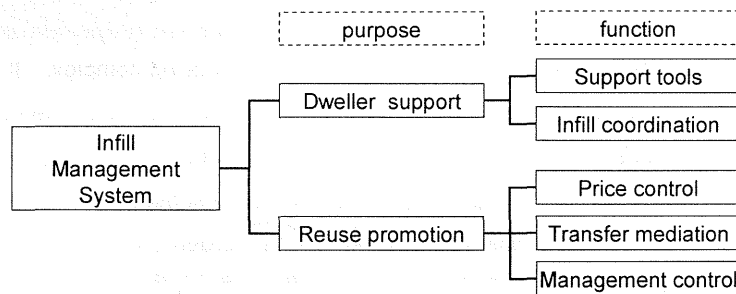 purpose
function
Dweller support
Support tools
Infill coordination
Infill
Management
System
Reuse promotion
Price control
Transfer mediation
Management control